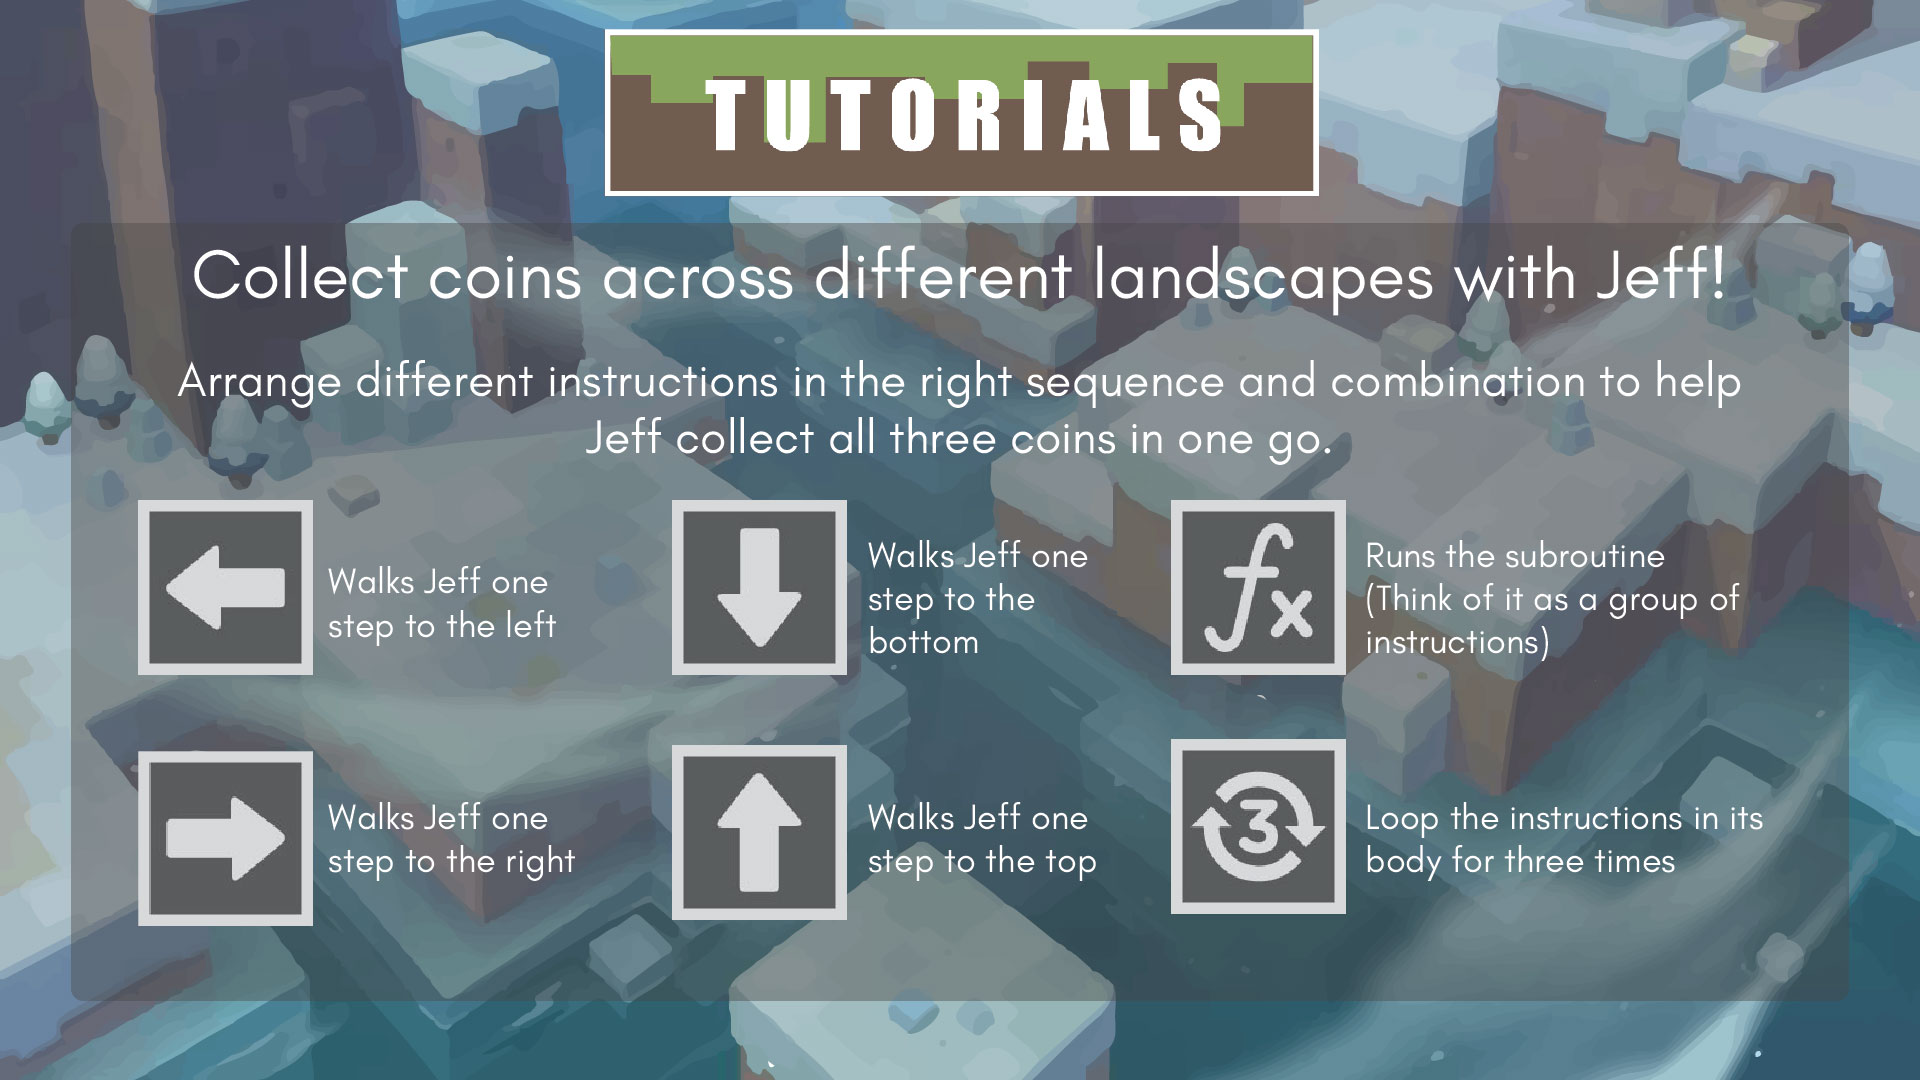 TUTORIALS
Collect coins across different landscapes with Jeff!
Arrange different instructions in the right sequence and combination to help
Jeff collect all three coins in one go.
Walks Jeff one
step to the left
Walks Jeff one
step to the
bottom
fx
Runs the subroutine
(Think of it as a group of
instructions)
Walks Jeff one
step to the right
Walks Jeff one
step to the top
3
Loop the instructions in its
body for three times